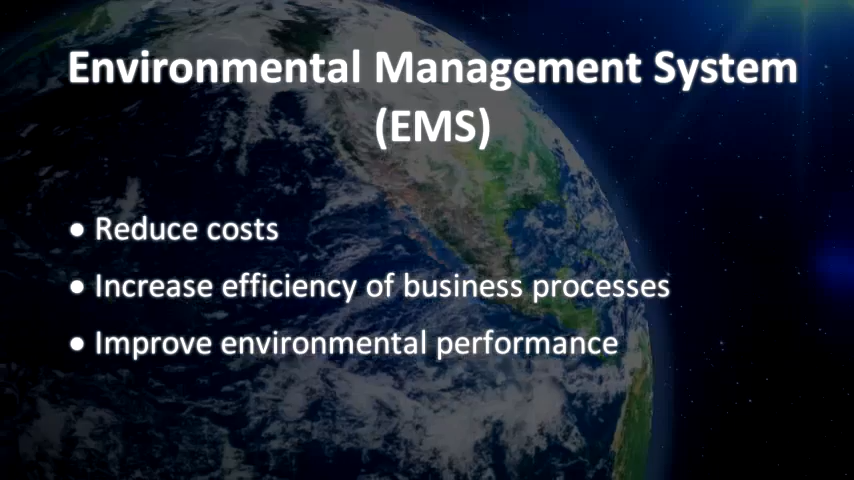 Environmental Management System
(EMS)
• Reduce costs
• Increase efficiency of business processes
• Improve environmental performance